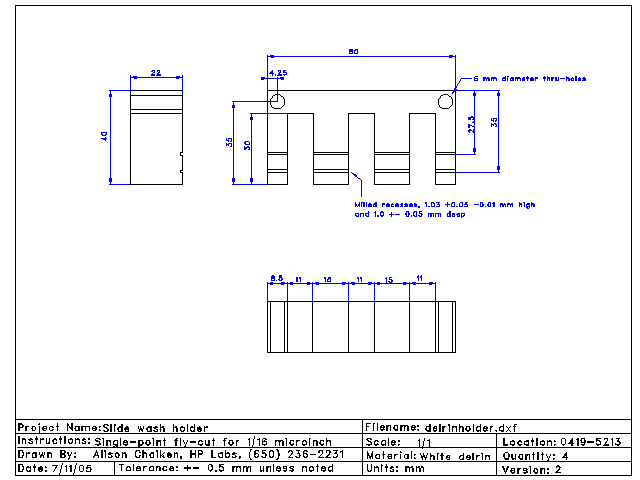 80
22
4.25
6 mm diameter thru-holes
40
35
30
27.5
35
Milled recesses, 1.03 +0.05 -0.01 mm high
and 1.0 +- 0.05 mm deep
8.5 11 15 11 15 11
Project Name:Slide wash holder
Filename: delrinholder.dxf
Instructions: Single-point fly-cut for 1/16 microinch
Scale: 1/1
Location: 0419-5213
Drawn By: Alison Chaiken, HP Labs, (650) 236-2231
Material: White delrin
Quantity: 4
Date: 7/11/05
Tolerance: +- 0.5 mm unless noted
Units: mm
Version: 2